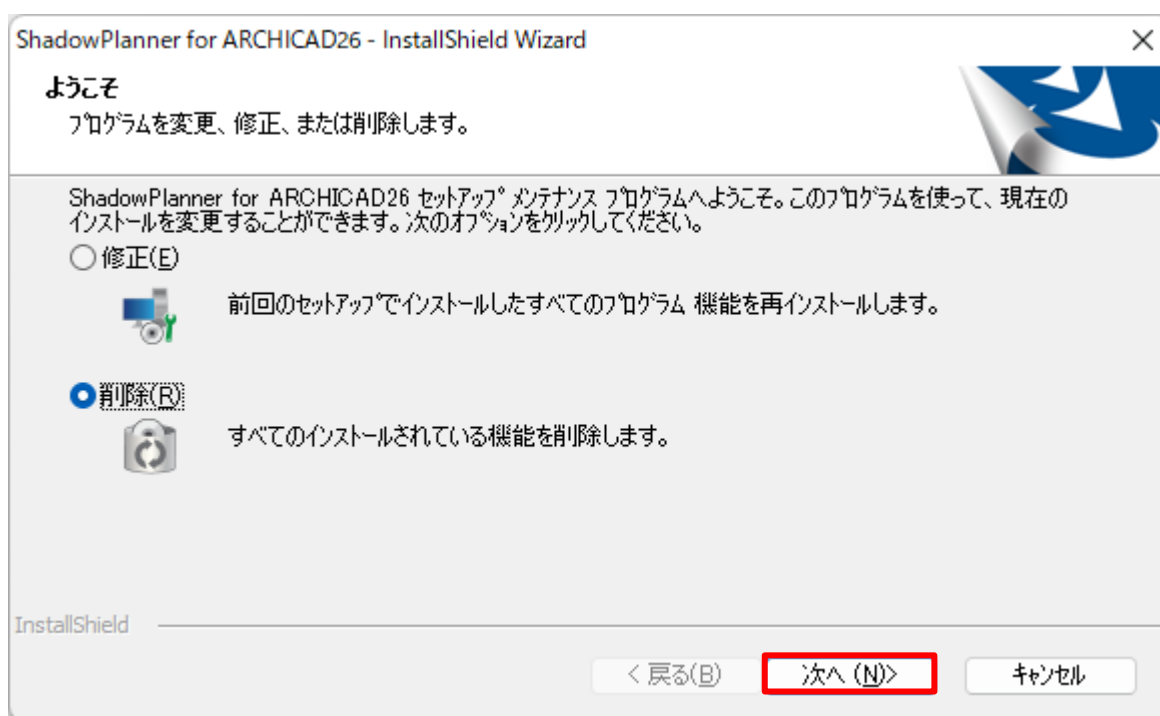 ShadowPlanner for ARCHICAD26 - InstallShield Wizard
ようこそ
プログラムを変更、修正、または削除します。
ShadowPlanner for ARCHICAD26 セットアップ メンテナンス プログラムへようこそ。このプログラムを使って、現在の
インストールを変更することができます。次のオプションをクリックしてください。
修正(E)
前回のセットアップでインストールしたすべてのプログラム 機能を再インストールします。
削除(R)
すべてのインストールされている機能を削除します。
InstallShield
< 戻る(B) 次へ (N)> キャンセル